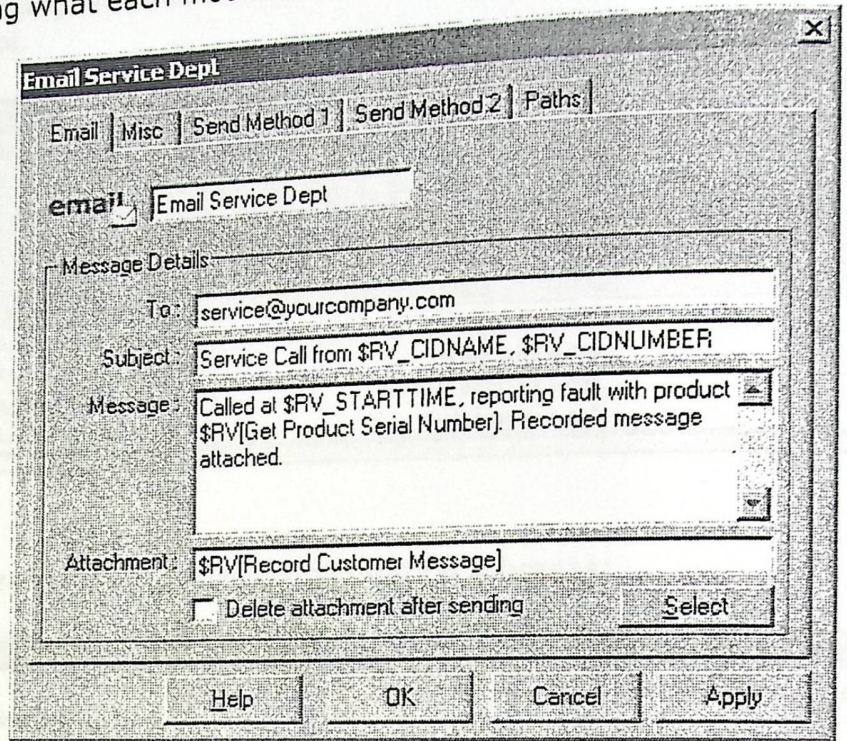 what each
Email Service Dept
Email Misc Send Method 1 Send Method 2 Paths
email Email Service Dept
Message Details
To: service@yourcompany.com
Subject: Service Call from $RV_CIDNAME, $RV_CIDNUMBER
Message: Called at $RV_STARTTIME, reporting fault with product
$RV[Get Product Serial Number]. Recorded message
attached.
Attachment: $RV[Record Customer Message]
Delete attachment after sending Select
Help OK Cancel Apply